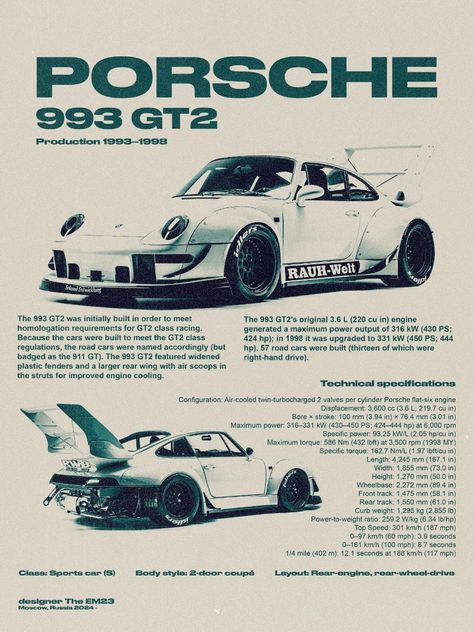 PORSCHE
993 GT2
Production 1993—1998
RAUH-Welt
The 993 GT2 was initially built in order to meet
homologation requirements for GT2 class racing.
Because the cars were built to meet the GT2 class
regulations, the road cars were named accordingly (but
badged as the 911 GT). The 993 GT2 featured widened
plastic fenders and a larger rear wing with air scoops in
the struts for improved engine cooling.
The 993 GT2's original 3.6 L (220 cu in) engine
generated a maximum power output of 316 kW (430 PS;
424 hp); in 1998 it was upgraded to 331 kW (450 PS; 444
hp). 57 road cars were built (thirteen of which were
right-hand drive).
Technical specifications
Configuration: Air-cooled twin-turbocharged 2 valves per cylinder Porsche flat-six engine
Displacement: 3,600 cc (3.6 L, 219.7 cu in)
Bore × stroke: 100 mm (3.94 in) × 76.4 mm (3.01 in)
Maximum power: 316–331 kW (430–450 PS; 424–444 hp) at 6,000 rpm
Specific power: 93.25 kW/L (2.05 hp/cu in)
Maximum torque: 586 Nm (432 lbft) at 3,500 rpm (1998 MY)
Specific torque: 162.7 Nm/L (1.97 lbft/cu in)
Length: 4,245 mm (167.1 in)
Width: 1,855 mm (73.0 in)
Height: 1,270 mm (50.0 in)
Wheelbase: 2,272 mm (89.4 in)
Front track: 1,475 mm (58.1 in)
Rear track: 1,550 mm (61.0 in)
Curb weight: 1,295 kg (2,855 lb)
Power-to-weight ratio: 259.2 W/kg (6.34 lb/hp)
Top Speed: 301 km/h (187 mph)
0–97 km/h (60 mph): 3.9 seconds
0–161 km/h (100 mph): 8.7 seconds
1/4 mile (402 m): 12.1 seconds at 188 km/h (117 mph)
Class: Sports car (S)
Body style: 2-door coupé
Layout: Rear-engine, rear-wheel-drive
designer The EM23
Moscow, Russia 2024 -